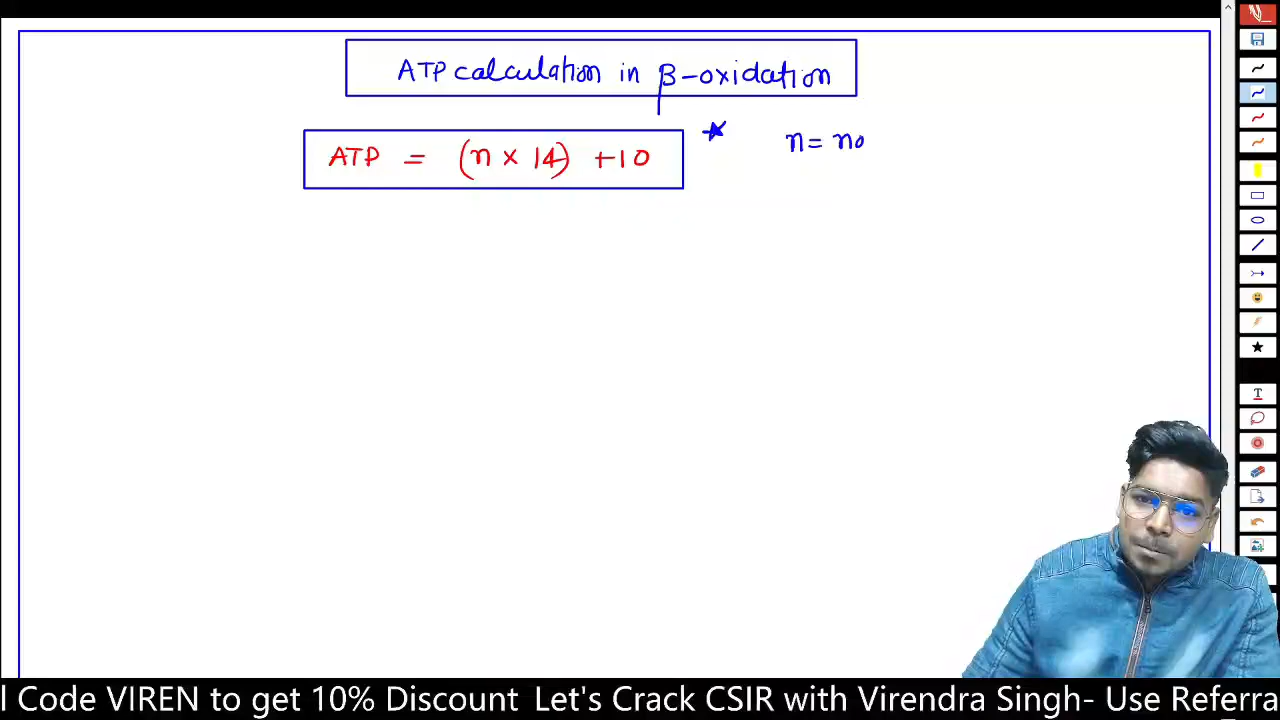 ATP calculation in β-oxidation
ATP = (n × 14) +10
n= no
l Code VIREN to get 10% Discount Let's Crack CSIR with Virendra Singh- Use Referra